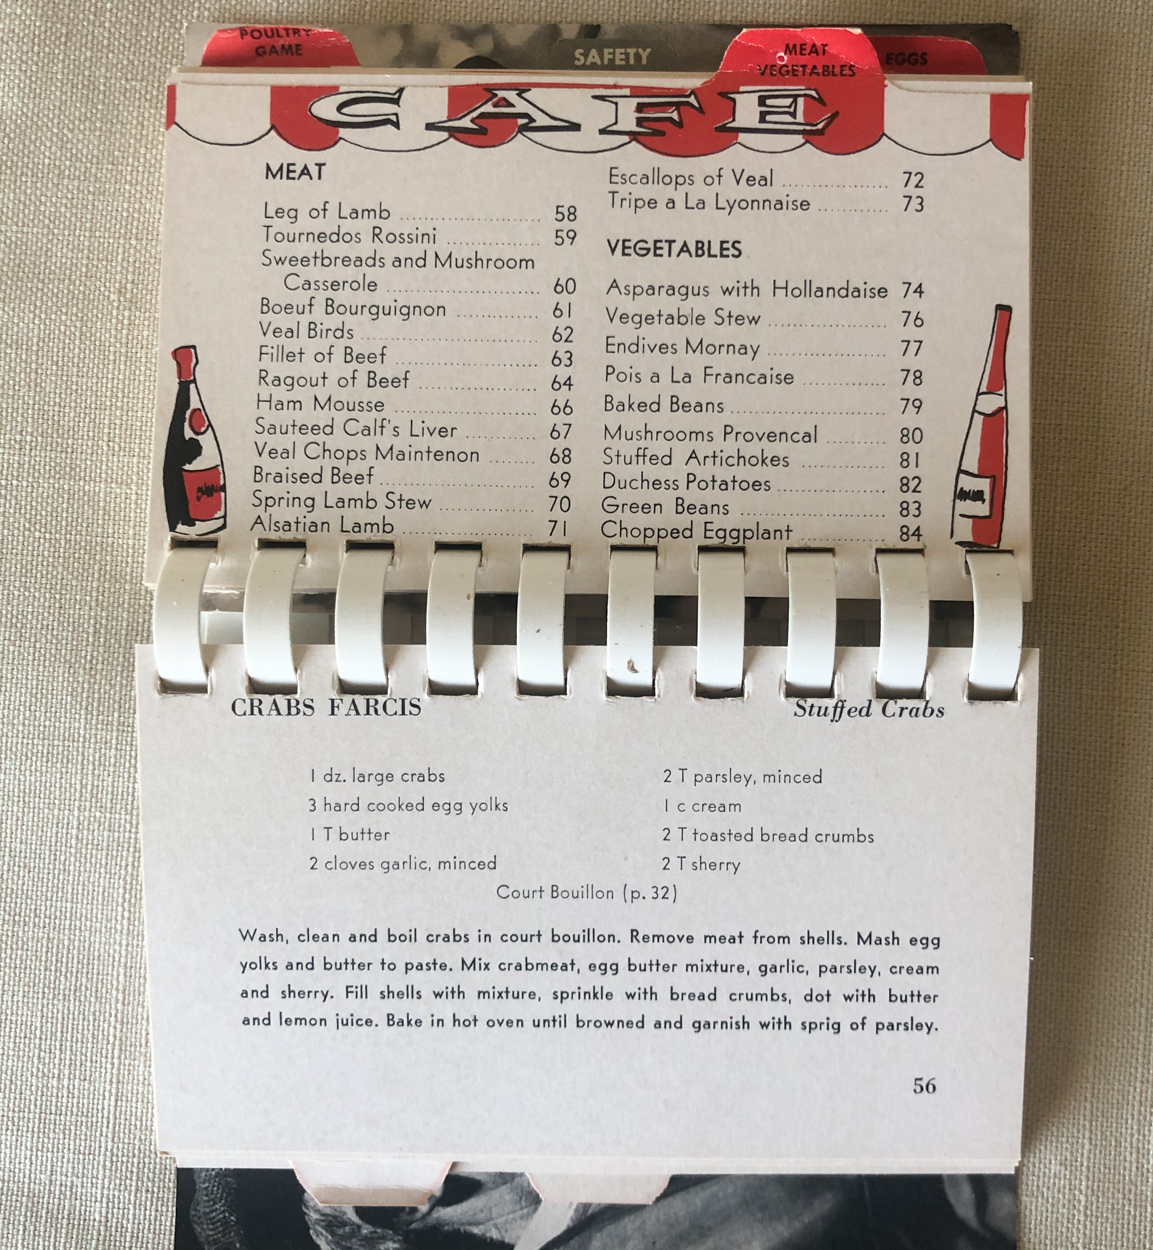 POULTRY
GAME
SAFETY
MEAT
VEGETABLES
EGGS
CAFE
MEAT
Leg of Lamb ........................ 58
Tournedos Rossini ................ 59
Sweetbreads and Mushroom
Casserole ........................ 60
Boeuf Bourguignon .............. 61
Veal Birds .............................. 62
Fillet of Beef .......................... 63
Ragout of Beef ...................... 64
Ham Mousse .......................... 66
Sauteed Calf's Liver .............. 67
Veal Chops Maintenon ........ 68
Braised Beef ............................ 69
Spring Lamb Stew .................. 70
Alsatian Lamb ........................ 71
Escallops of Veal .................. 72
Tripe a La Lyonnaise ............ 73
VEGETABLES
Asparagus with Hollandaise 74
Vegetable Stew .................... 76
Endives Mornay .................... 77
Pois a La Francaise .............. 78
Baked Beans .......................... 79
Mushrooms Provencal .......... 80
Stuffed Artichokes ................ 81
Duchess Potatoes .................. 82
Green Beans .......................... 83
Chopped Eggplant ................ 84
CRABS FARCIS
Stuffed Crabs
1 dz. large crabs
3 hard cooked egg yolks
1 T butter
2 cloves garlic, minced
2 T parsley, minced
1 c cream
2 T toasted bread crumbs
2 T sherry
Court Bouillon (p. 32)
Wash, clean and boil crabs in court bouillon. Remove meat from shells. Mash egg
yolks and butter to paste. Mix crabmeat, egg butter mixture, garlic, parsley, cream
and sherry. Fill shells with mixture, sprinkle with bread crumbs, dot with butter
and lemon juice. Bake in hot oven until browned and garnish with sprig of parsley.
56